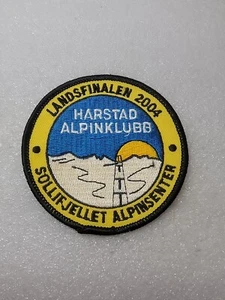 LANDSFINALEN 2004
HARSTAD
ALPINKLUBB
SOLLIFJELLET ALPINSENTER